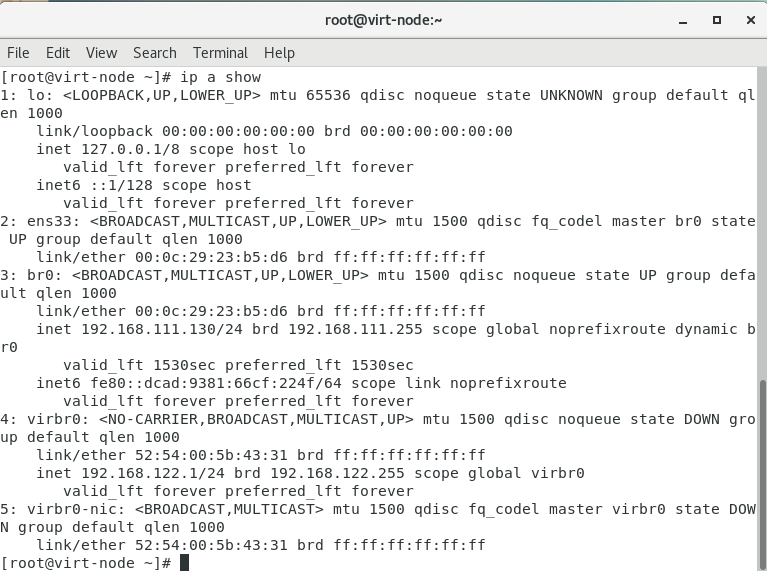 root@virt-node:~
File Edit View Search Terminal Help
[root@virt-node ~]# ip a show
1: lo: <LOOPBACK,UP,LOWER_UP> mtu 65536 qdisc noqueue state UNKNOWN group default ql
en 1000
    link/loopback 00:00:00:00:00:00 brd 00:00:00:00:00:00
    inet 127.0.0.1/8 scope host lo
       valid_lft forever preferred_lft forever
    inet6 ::1/128 scope host
       valid_lft forever preferred_lft forever
2: ens33: <BROADCAST,MULTICAST,UP,LOWER_UP> mtu 1500 qdisc fq_codel master br0 state
 UP group default qlen 1000
    link/ether 00:0c:29:23:b5:d6 brd ff:ff:ff:ff:ff:ff
3: br0: <BROADCAST,MULTICAST,UP,LOWER_UP> mtu 1500 qdisc noqueue state UP group defa
ult qlen 1000
    link/ether 00:0c:29:23:b5:d6 brd ff:ff:ff:ff:ff:ff
    inet 192.168.111.130/24 brd 192.168.111.255 scope global noprefixroute dynamic b
r0
       valid_lft 1530sec preferred_lft 1530sec
    inet6 fe80::dcad:9381:66cf:224f/64 scope link noprefixroute
       valid_lft forever preferred_lft forever
4: virbr0: <NO-CARRIER,BROADCAST,MULTICAST,UP> mtu 1500 qdisc noqueue state DOWN gro
up default qlen 1000
    link/ether 52:54:00:5b:43:31 brd ff:ff:ff:ff:ff:ff
    inet 192.168.122.1/24 brd 192.168.122.255 scope global virbr0
       valid_lft forever preferred_lft forever
5: virbr0-nic: <BROADCAST,MULTICAST> mtu 1500 qdisc fq_codel master virbr0 state DOW
N group default qlen 1000
    link/ether 52:54:00:5b:43:31 brd ff:ff:ff:ff:ff:ff
[root@virt-node ~]#